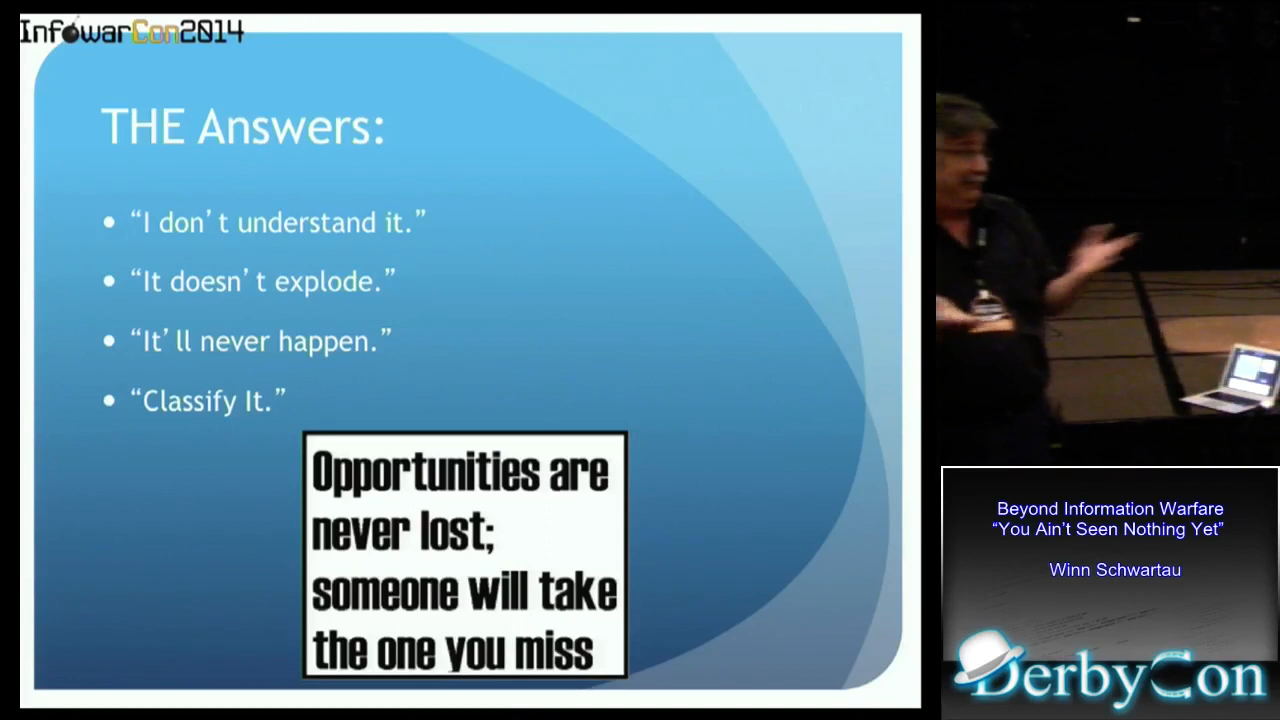 InfowarCon2014
THE Answers:
• “I don’ t understand it.”
• “It doesn’ t explode.”
• “It’ ll never happen.”
• “Classify It.”
Opportunities are
never lost;
someone will take
the one you miss
Beyond Information Warfare
“You Ain’t Seen Nothing Yet”
Winn Schwartau
DerbyCon